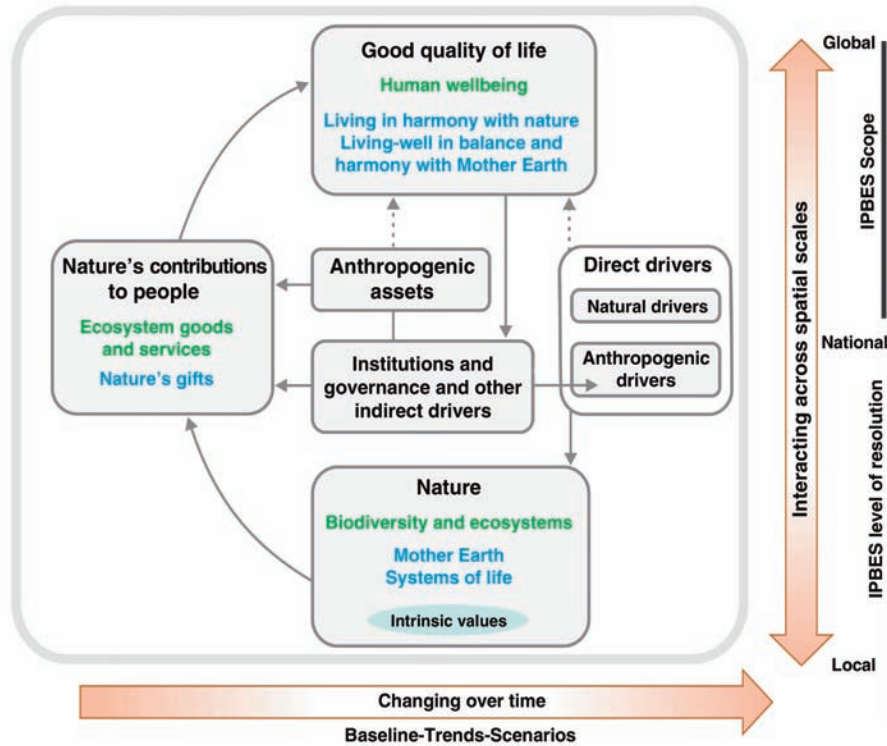 Good quality of life
Human wellbeing
Living in harmony with nature
Living-well in balance and
harmony with Mother Earth
Nature's contributions
to people
Ecosystem goods
and services
Nature's gifts
Anthropogenic
assets
Direct drivers
Natural drivers
Anthropogenic
drivers
Institutions and
governance and other
indirect drivers
Nature
Biodiversity and ecosystems
Mother Earth
Systems of life
Intrinsic values
Global
National
Local
Interacting across spatial scales
IPBES Scope
IPBES level of resolution
Changing over time
Baseline-Trends-Scenarios